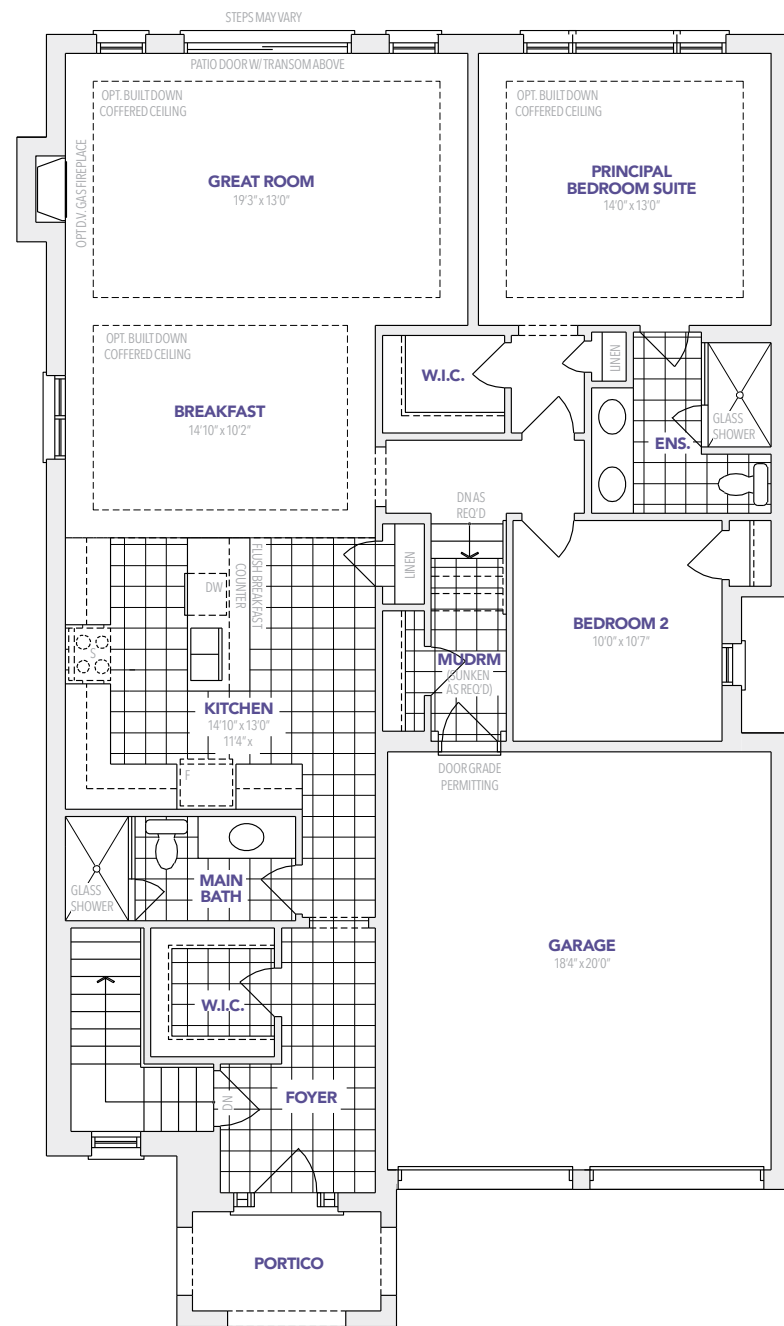 STEPS MAY VARY
PATIO DOOR W/ TRANSOM ABOVE
OPT. BUILT DOWN
COFFERED CEILING
OPT. BUILT DOWN
COFFERED CEILING
OPT D.V. GAS FIREPLACE
GREAT ROOM
19'3" x 13'0"
PRINCIPAL
BEDROOM SUITE
14'0" x 13'0"
OPT. BUILT DOWN
COFFERED CEILING
W.I.C.
LINEN
BREAKFAST
14'10" x 10'2"
GLASS
SHOWER
ENS.
DN AS
REQ'D
FLUSH BREAKFAST
COUNTER
LINEN
DW
BEDROOM 2
10'0" x 10'7"
S
MUDRM
(SUNKEN
AS REQ'D)
KITCHEN
14'10" x 13'0"
11'4" x
F
DOOR GRADE
PERMITTING
MAIN
BATH
GLASS
SHOWER
GARAGE
18'4" x 20'0"
W.I.C.
FOYER
DN
PORTICO